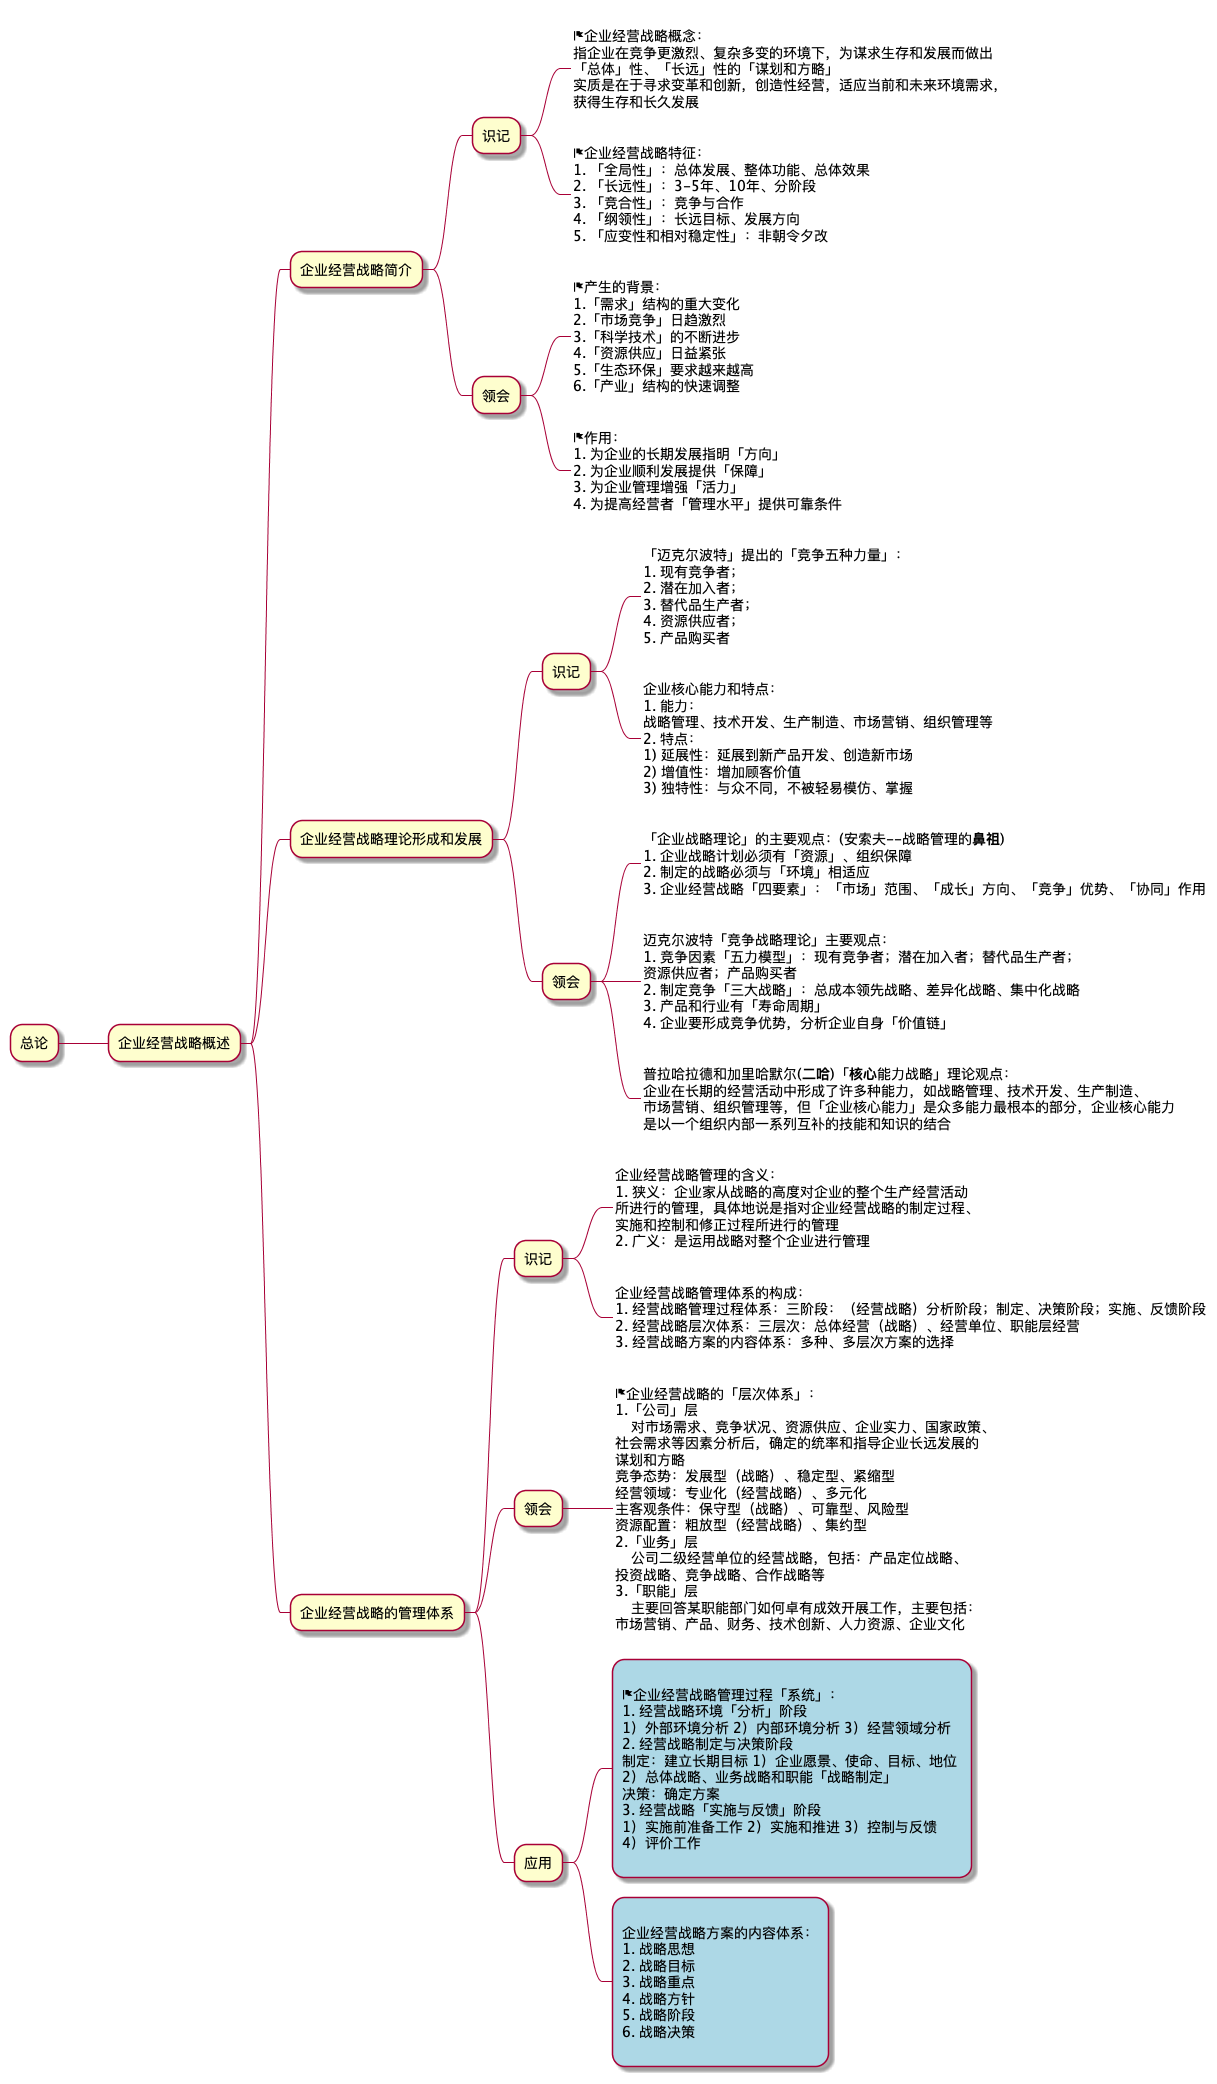 总论
企业经营战略概述
企业经营战略简介
识记
⚑企业经营战略概念：
指企业在竞争更激烈、复杂多变的环境下，为谋求生存和发展而做出
「总体」性、「长远」性的「谋划和方略」
实质是在于寻求变革和创新，创造性经营，适应当前和未来环境需求，
获得生存和长久发展
⚑企业经营战略特征：
1. 「全局性」：总体发展、整体功能、总体效果
2. 「长远性」：3-5年、10年、分阶段
3. 「竞合性」：竞争与合作
4. 「纲领性」：长远目标、发展方向
5. 「应变性和相对稳定性」：非朝令夕改
领会
⚑产生的背景：
1.「需求」结构的重大变化
2.「市场竞争」日趋激烈
3.「科学技术」的不断进步
4.「资源供应」日益紧张
5.「生态环保」要求越来越高
6.「产业」结构的快速调整
⚑作用：
1. 为企业的长期发展指明「方向」
2. 为企业顺利发展提供「保障」
3. 为企业管理增强「活力」
4. 为提高经营者「管理水平」提供可靠条件
企业经营战略理论形成和发展
识记
「迈克尔波特」提出的「竞争五种力量」：
1. 现有竞争者；
2. 潜在加入者；
3. 替代品生产者；
4. 资源供应者；
5. 产品购买者
企业核心能力和特点：
1. 能力：
战略管理、技术开发、生产制造、市场营销、组织管理等
2. 特点：
1) 延展性：延展到新产品开发、创造新市场
2) 增值性：增加顾客价值
3) 独特性：与众不同，不被轻易模仿、掌握
领会
「企业战略理论」的主要观点：(安索夫--战略管理的鼻祖)
1. 企业战略计划必须有「资源」、组织保障
2. 制定的战略必须与「环境」相适应
3. 企业经营战略「四要素」：「市场」范围、「成长」方向、「竞争」优势、「协同」作用
迈克尔波特「竞争战略理论」主要观点：
1. 竞争因素「五力模型」：现有竞争者；潜在加入者；替代品生产者；
资源供应者；产品购买者
2. 制定竞争「三大战略」：总成本领先战略、差异化战略、集中化战略
3. 产品和行业有「寿命周期」
4. 企业要形成竞争优势，分析企业自身「价值链」
普拉哈拉德和加里哈默尔(二哈)「核心能力战略」理论观点：
企业在长期的经营活动中形成了许多种能力，如战略管理、技术开发、生产制造、
市场营销、组织管理等，但「企业核心能力」是众多能力最根本的部分，企业核心能力
是以一个组织内部一系列互补的技能和知识的结合
企业经营战略的管理体系
识记
企业经营战略管理的含义：
1. 狭义：企业家从战略的高度对企业的整个生产经营活动
所进行的管理，具体地说是指对企业经营战略的制定过程、
实施和控制和修正过程所进行的管理
2. 广义：是运用战略对整个企业进行管理
企业经营战略管理体系的构成：
1. 经营战略管理过程体系：三阶段：（经营战略）分析阶段；制定、决策阶段；实施、反馈阶段
2. 经营战略层次体系：三层次：总体经营（战略）、经营单位、职能层经营
3. 经营战略方案的内容体系：多种、多层次方案的选择
领会
⚑企业经营战略的「层次体系」：
1.「公司」层
对市场需求、竞争状况、资源供应、企业实力、国家政策、
社会需求等因素分析后，确定的统率和指导企业长远发展的
谋划和方略
竞争态势：发展型（战略）、稳定型、紧缩型
经营领域：专业化（经营战略）、多元化
主客观条件：保守型（战略）、可靠型、风险型
资源配置：粗放型（经营战略）、集约型
2.「业务」层
公司二级经营单位的经营战略，包括：产品定位战略、
投资战略、竞争战略、合作战略等
3.「职能」层
主要回答某职能部门如何卓有成效开展工作，主要包括：
市场营销、产品、财务、技术创新、人力资源、企业文化
应用
⚑企业经营战略管理过程「系统」：
1. 经营战略环境「分析」阶段
1）外部环境分析 2）内部环境分析 3）经营领域分析
2. 经营战略制定与决策阶段
制定：建立长期目标 1）企业愿景、使命、目标、地位
2）总体战略、业务战略和职能「战略制定」
决策：确定方案
3. 经营战略「实施与反馈」阶段
1）实施前准备工作 2）实施和推进 3）控制与反馈
4）评价工作
企业经营战略方案的内容体系：
1. 战略思想
2. 战略目标
3. 战略重点
4. 战略方针
5. 战略阶段
6. 战略决策